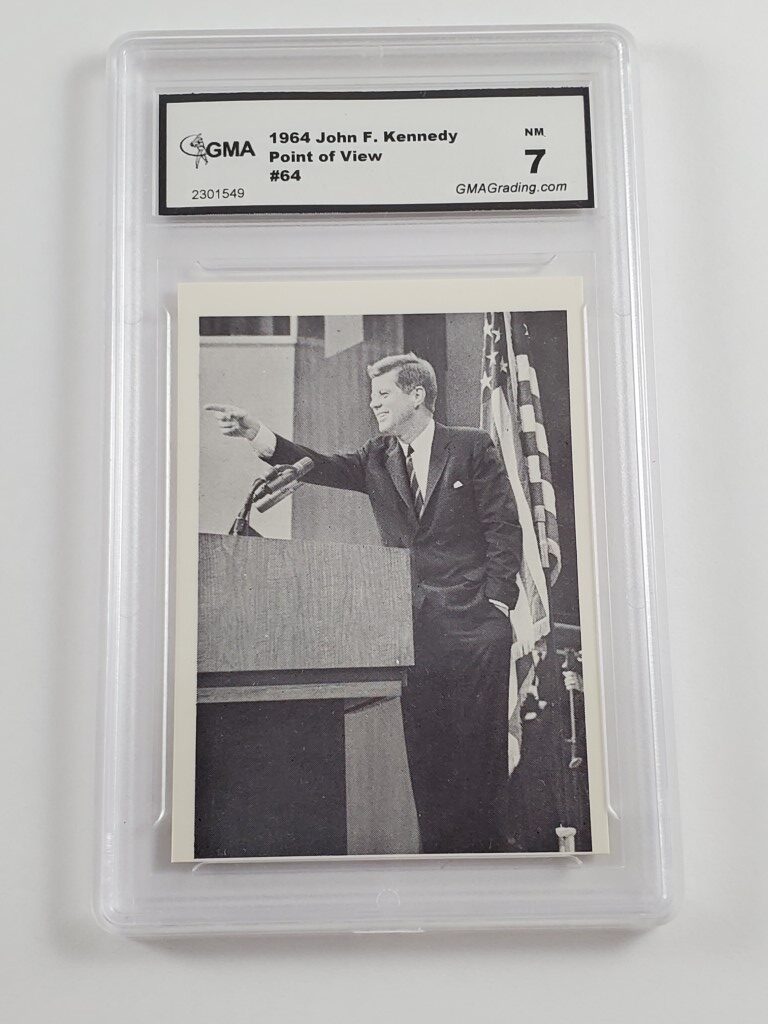 GMA
1964 John F. Kennedy
Point of View
#64
2301549
NM
7
GMAGrading.com